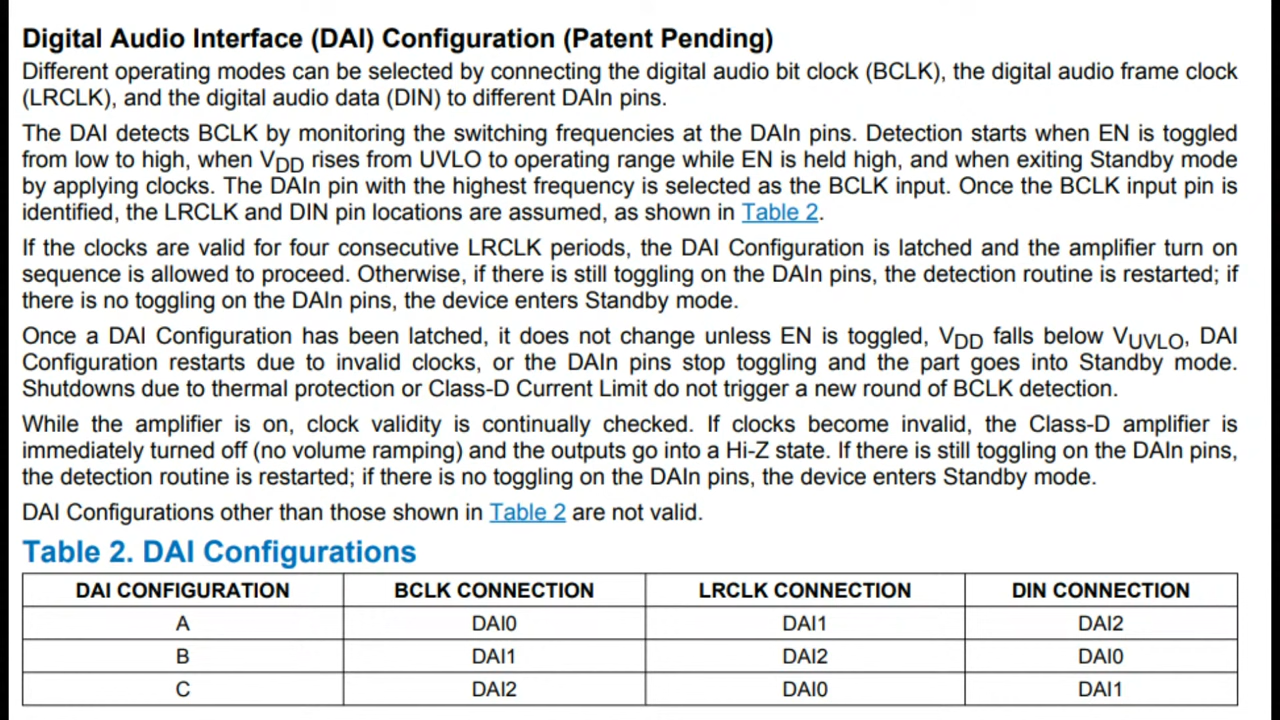 Digital Audio Interface (DAI) Configuration (Patent Pending)
Different operating modes can be selected by connecting the digital audio bit clock (BCLK), the digital audio frame clock
(LRCLK), and the digital audio data (DIN) to different DAIn pins.
The DAI detects BCLK by monitoring the switching frequencies at the DAIn pins. Detection starts when EN is toggled
from low to high, when VDD rises from UVLO to operating range while EN is held high, and when exiting Standby mode
by applying clocks. The DAIn pin with the highest frequency is selected as the BCLK input. Once the BCLK input pin is
identified, the LRCLK and DIN pin locations are assumed, as shown in Table 2.
If the clocks are valid for four consecutive LRCLK periods, the DAI Configuration is latched and the amplifier turn on
sequence is allowed to proceed. Otherwise, if there is still toggling on the DAIn pins, the detection routine is restarted; if
there is no toggling on the DAIn pins, the device enters Standby mode.
Once a DAI Configuration has been latched, it does not change unless EN is toggled, VDD falls below VUVLO, DAI
Configuration restarts due to invalid clocks, or the DAIn pins stop toggling and the part goes into Standby mode.
Shutdowns due to thermal protection or Class-D Current Limit do not trigger a new round of BCLK detection.
While the amplifier is on, clock validity is continually checked. If clocks become invalid, the Class-D amplifier is
immediately turned off (no volume ramping) and the outputs go into a Hi-Z state. If there is still toggling on the DAIn pins,
the detection routine is restarted; if there is no toggling on the DAIn pins, the device enters Standby mode.
DAI Configurations other than those shown in Table 2 are not valid.
Table 2. DAI Configurations
DAI CONFIGURATION BCLK CONNECTION LRCLK CONNECTION DIN CONNECTION
A DAI0 DAI1 DAI2
B DAI1 DAI2 DAI0
C DAI2 DAI0 DAI1